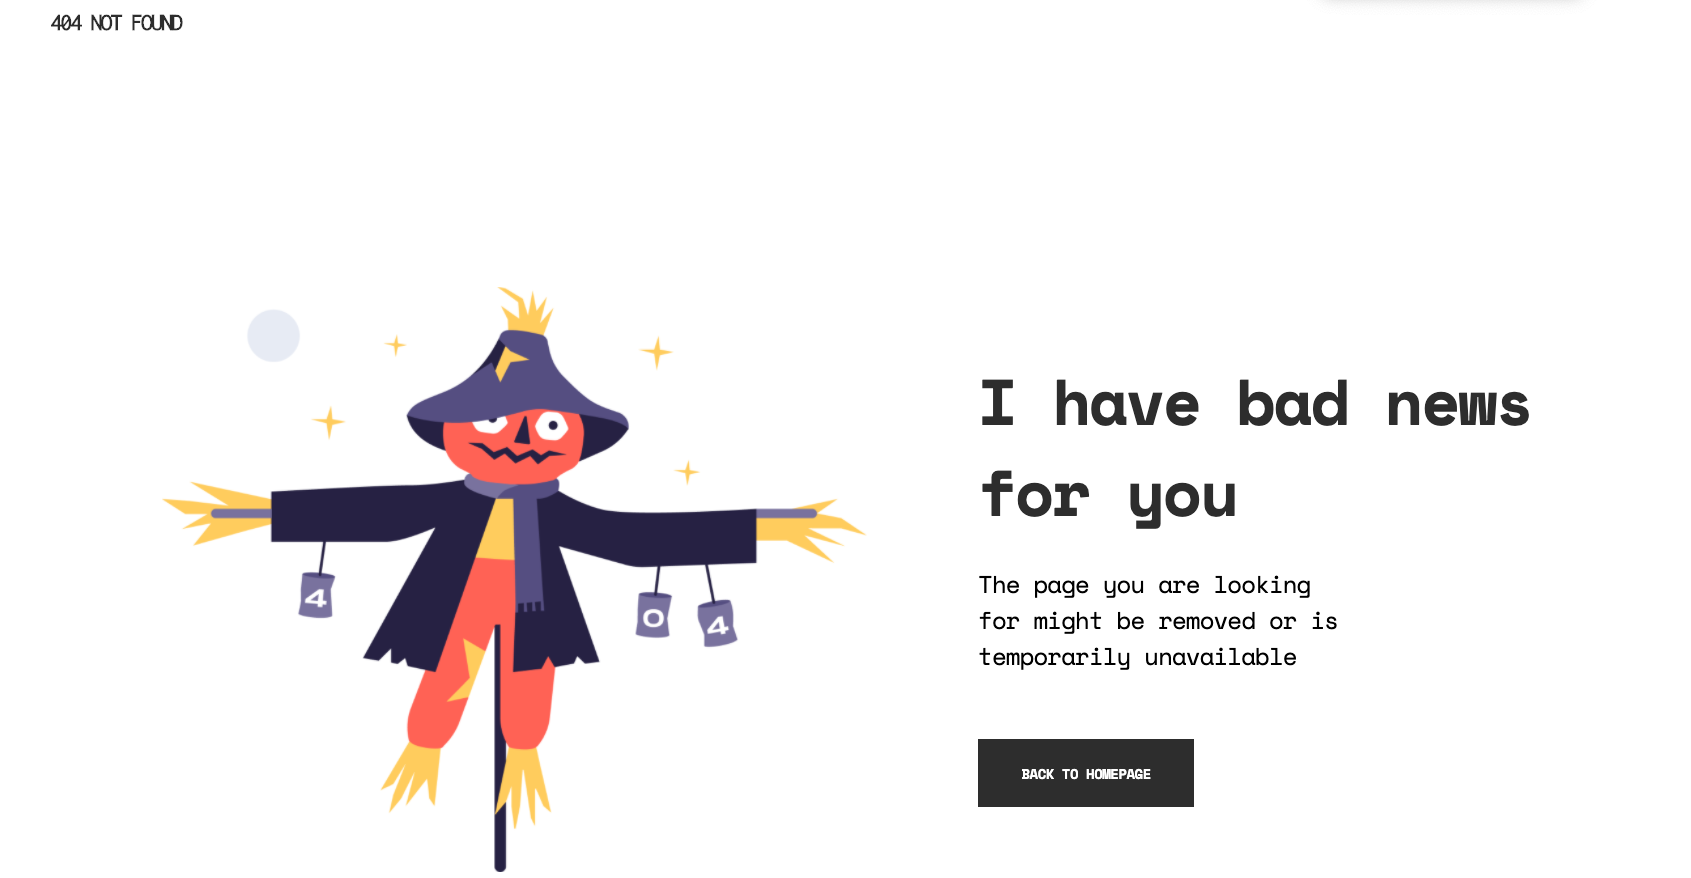 404 NOT FOUND
I have bad news
for you
4
0
4
The page you are looking
for might be removed or is
temporarily unavailable
BACK TO HOMEPAGE